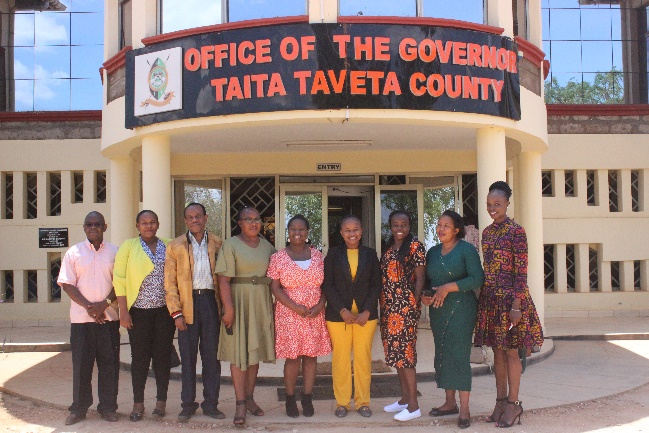 OFFICE OF THE GOVERNOR
TAITA TAVETA COUNTY
ENTRY